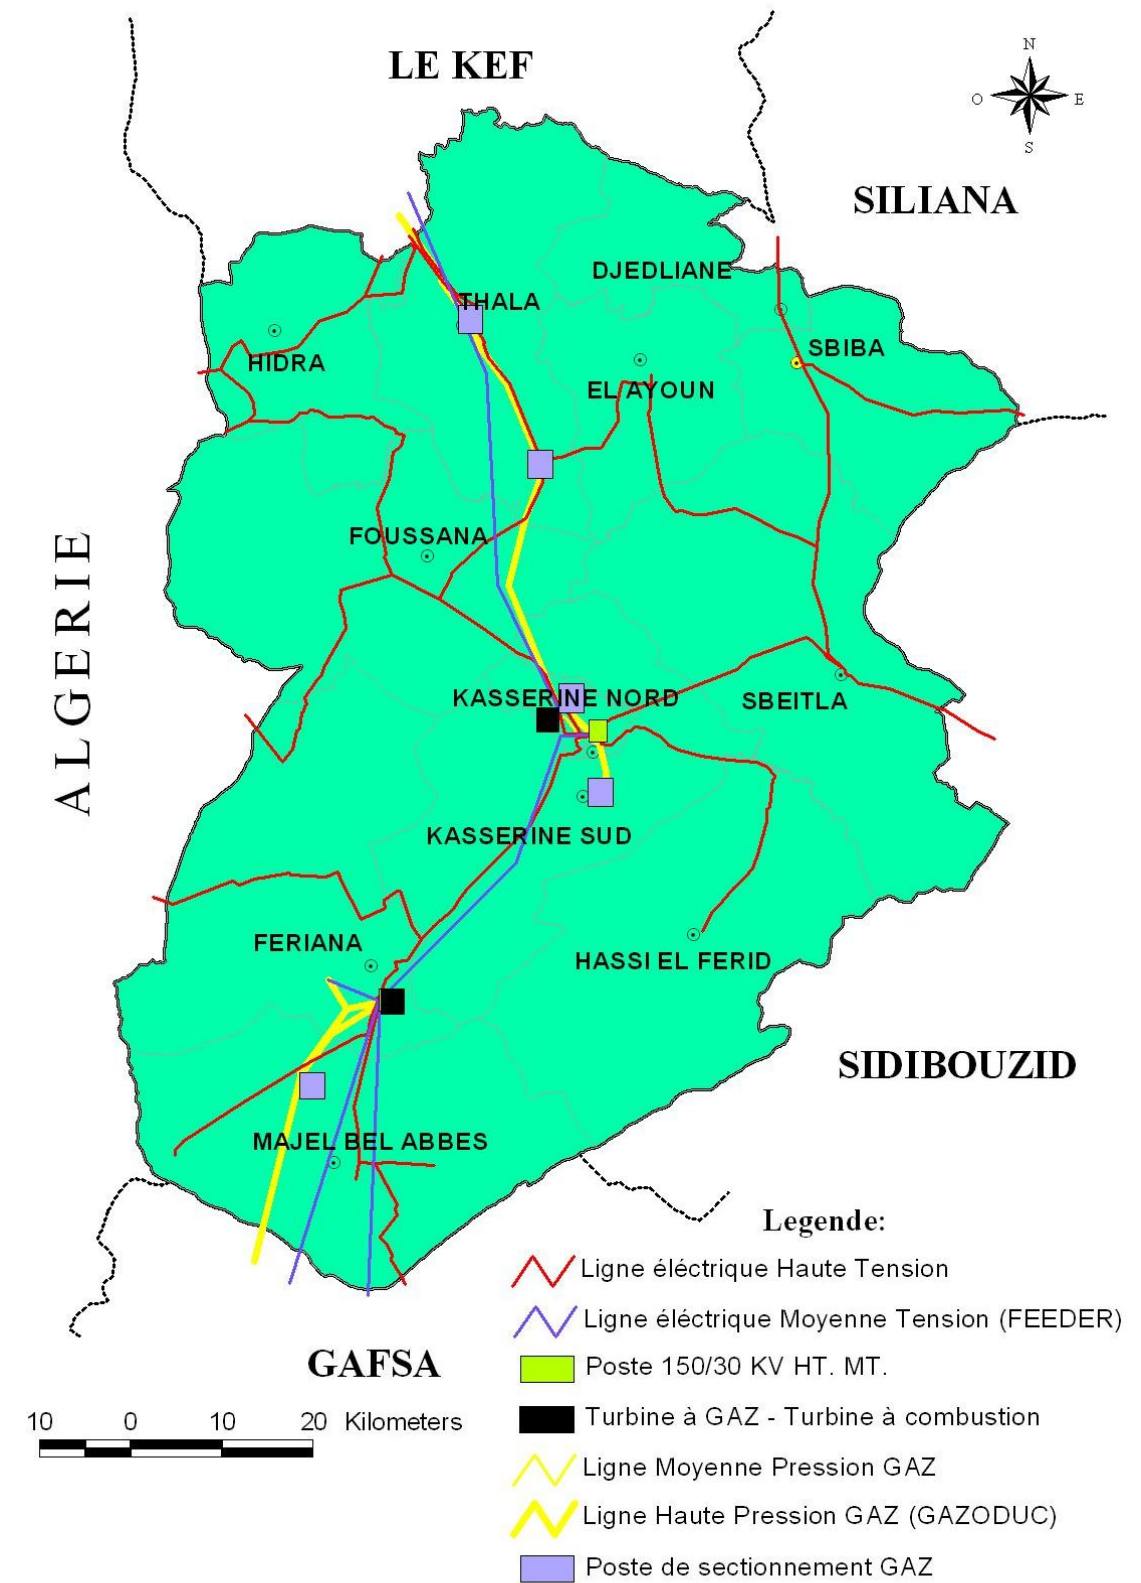 LE KEF
N
O
E
S
SILIANA
DJEDLIANE
THALA
SBIBA
HIDRA
EL AYOUN
FOUSSANA
ALGERIE
KASSERINE NORD
SBEITLA
KASSERINE SUD
FERIANA
HASSI EL FERID
SIDIBOUZID
MAJEL BEL ABBES
Legende:
Ligne éléctrique Haute Tension
Ligne éléctrique Moyenne Tension (FEEDER)
GAFSA
Poste 150/30 KV HT. MT.
10 0 10 20 Kilometers
Turbine à GAZ - Turbine à combustion
Ligne Moyenne Pression GAZ
Ligne Haute Pression GAZ (GAZODUC)
Poste de sectionnement GAZ